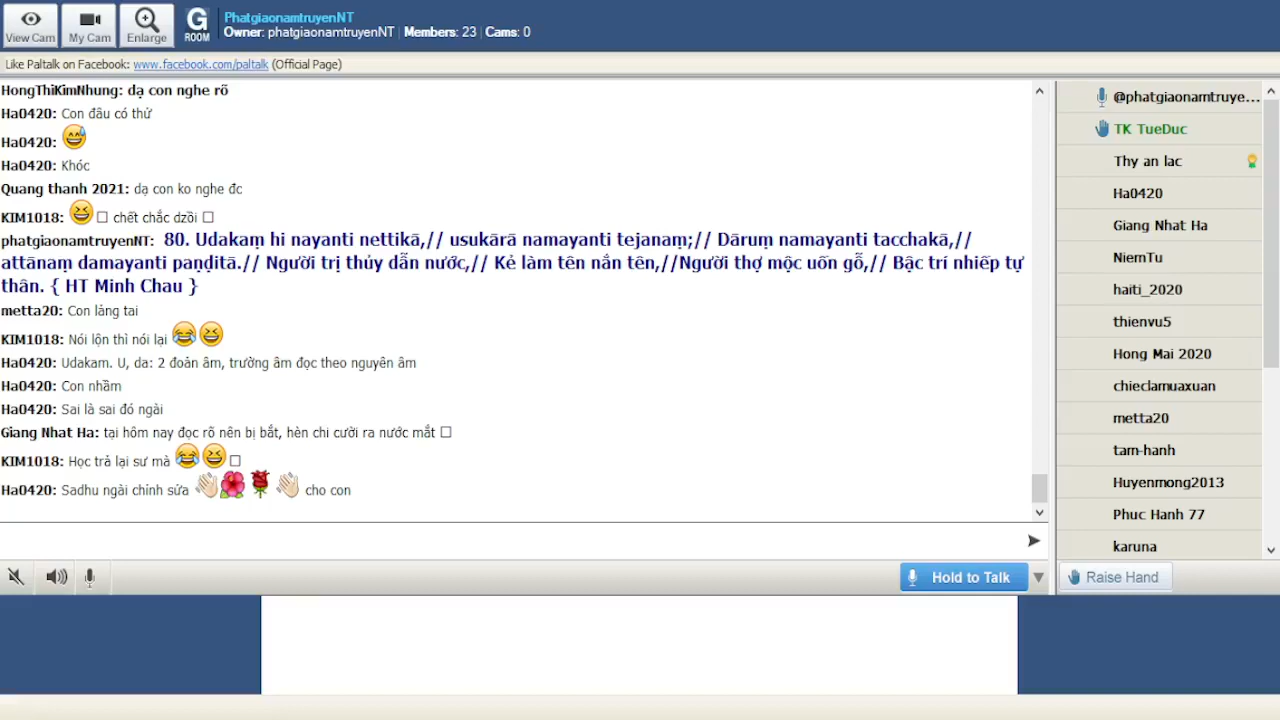 View Cam
My Cam
Enlarge
G
ROOM
PhatgiaonamtruyenNT
Owner: phatgiaonamtruyenNT | Members: 23 | Cams: 0
Like Paltalk on Facebook: www.facebook.com/paltalk (Official Page)
HongThiKimNhung: dạ con nghe rõ
Ha0420: Con đâu có thứ
Ha0420: 😅
Ha0420: Khóc
Quang thanh 2021: dạ con ko nghe đc
KIM1018: 😆 □ chết chắc dzồi □
phatgiaonamtruyenNT: 80. Udakaṃ hi nayanti nettikā,// usukārā namayanti tejanaṃ;// Dāruṃ namayanti tacchakā,//
attānaṃ damayanti paṇḍitā.// Người trị thủy dẫn nước,// Kẻ làm tên nắn tên,//Người thợ mộc uốn gỗ,// Bậc trí nhiếp tự
thân. { HT Minh Chau }
metta20: Con lảng tai
KIM1018: Nói lộn thì nói lại 😂😆
Ha0420: Udakam. U, da: 2 đoản âm, trường âm đọc theo nguyên âm
Ha0420: Con nhầm
Ha0420: Sai là sai đó ngài
Giang Nhat Ha: tại hôm nay đọc rõ nên bị bắt, hèn chi cười ra nước mắt □
KIM1018: Học trả lại sư mà 😂😆□
Ha0420: Sadhu ngài chỉnh sửa 👋🌺🌹👋 cho con
Hold to Talk
@phatgiaonamtruye...
TK TueDuc
Thy an lac
Ha0420
Giang Nhat Ha
NiemTu
haiti_2020
thienvu5
Hong Mai 2020
chieclamuaxuan
metta20
tam-hanh
Huyenmong2013
Phuc Hanh 77
karuna
Raise Hand